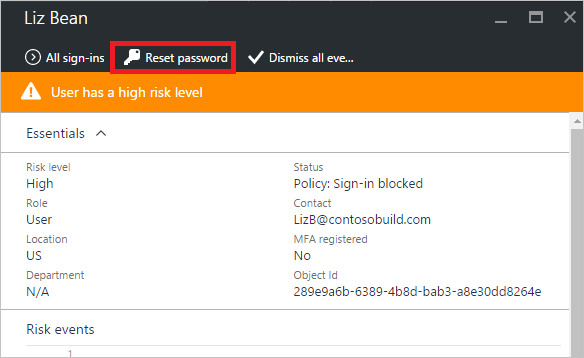 Liz Bean
All sign-ins Reset password Dismiss all eve...
User has a high risk level
Essentials
Risk level Status
High Policy: Sign-in blocked
Role Contact
User LizB@contosobuild.com
Location MFA registered
US No
Department Object Id
N/A 289e9a6b-6389-4b8d-bab3-a8e30dd8264e
Risk events
1